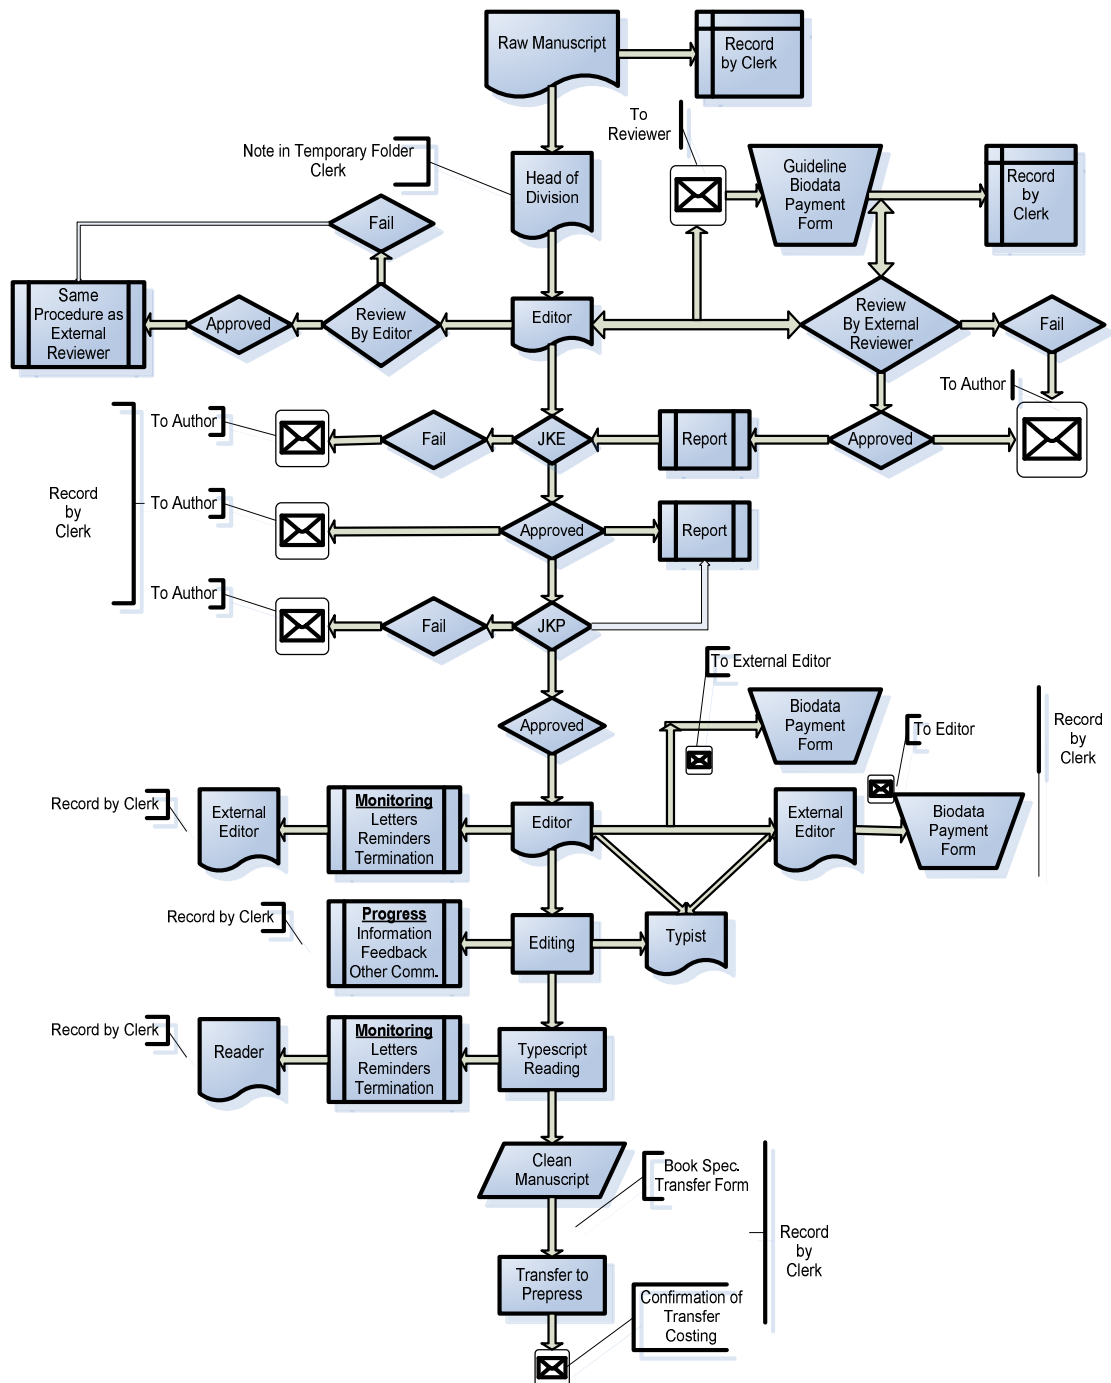 Raw Manuscript
Record
by Clerk
To
Reviewer
Note in Temporary Folder
Clerk
Head of
Division
Guideline
Biodata
Payment
Form
Record
by
Clerk
Fail
Same
Procedure as
External
Reviewer
Approved
Review
By Editor
Editor
Review
By External
Reviewer
Fail
To Author
To Author
Fail
JKE
Report
Approved
Record
by
Clerk
To Author
Approved
Report
To Author
Fail
JKP
To External Editor
Approved
Biodata
Payment
Form
To Editor
Record
by
Clerk
Record by Clerk
External
Editor
Monitoring
Letters
Reminders
Termination
Editor
External
Editor
Biodata
Payment
Form
Record by Clerk
Progress
Information
Feedback
Other Comm.
Editing
Typist
Record by Clerk
Reader
Monitoring
Letters
Reminders
Termination
Typescript
Reading
Clean
Manuscript
Book Spec.
Transfer Form
Record
by
Clerk
Transfer to
Prepress
Confirmation of
Transfer
Costing